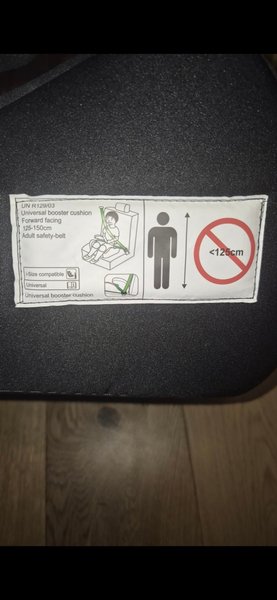 UN R129/03
Universal booster cushion
Forward facing
125-150cm
Adult safety-belt
i-Size compatible
Universal
Universal booster cushion
<125cm